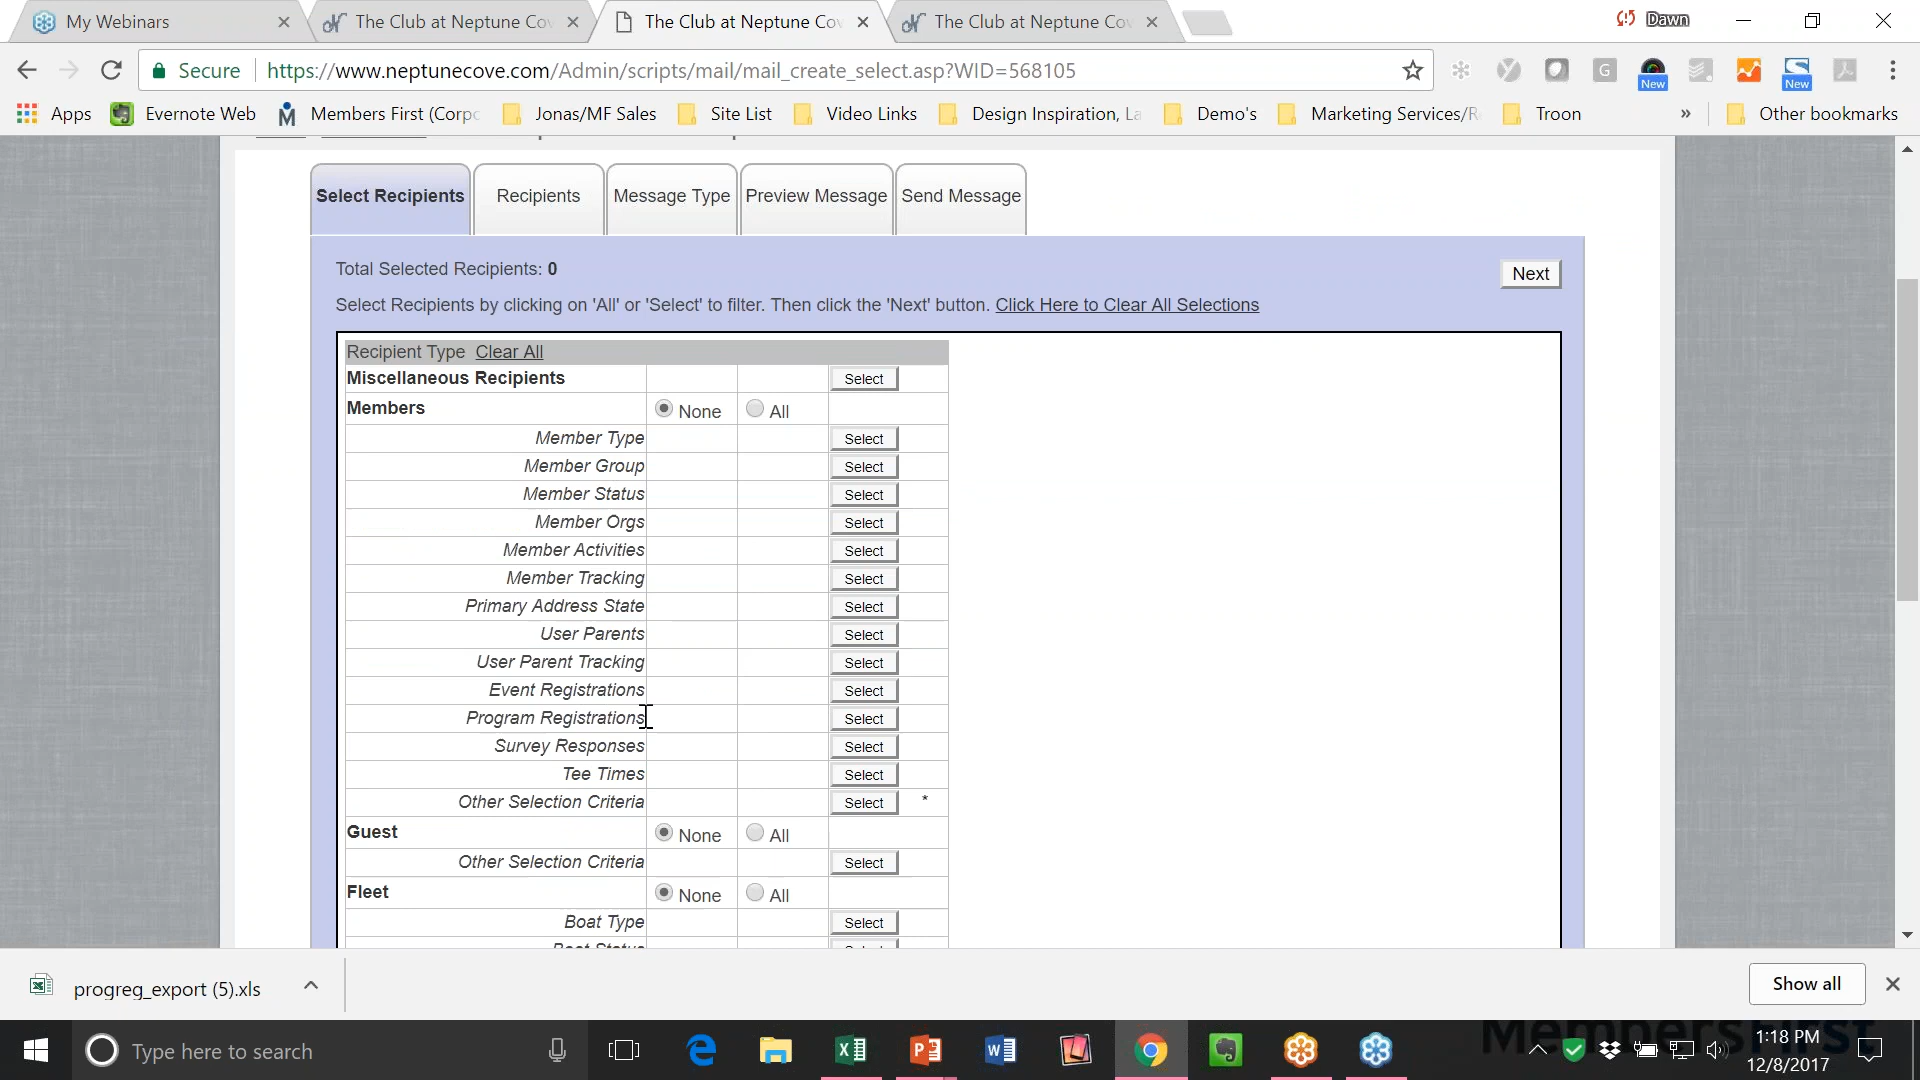 My Webinars
The Club at Neptune Co
The Club at Neptune Co
The Club at Neptune Co
Dawn
Secure
https://www.neptunecove.com/Admin/scripts/mail/mail_create_select.asp?WID=568105
New
New
Apps
Evernote Web
Members First (Corp
Jonas/MF Sales
Site List
Video Links
Design Inspiration, La
Demo's
Marketing Services/R
Troon
»
Other bookmarks
Select Recipients
Recipients
Message Type
Preview Message
Send Message
Total Selected Recipients: 0
Next
Select Recipients by clicking on 'All' or 'Select' to filter. Then click the 'Next' button. Click Here to Clear All Selections
Recipient Type Clear All
Miscellaneous Recipients Select
Members None All
Member Type Select
Member Group Select
Member Status Select
Member Orgs Select
Member Activities Select
Member Tracking Select
Primary Address State Select
User Parents Select
User Parent Tracking Select
Event Registrations Select
Program Registrations Select
Survey Responses Select
Tee Times Select
Other Selection Criteria Select *
Guest None All
Other Selection Criteria Select
Fleet None All
Boat Type Select
Boat Status Select
progreg_export (5).xls
Show all
Type here to search
MembersFirst
1:18 PM
12/8/2017